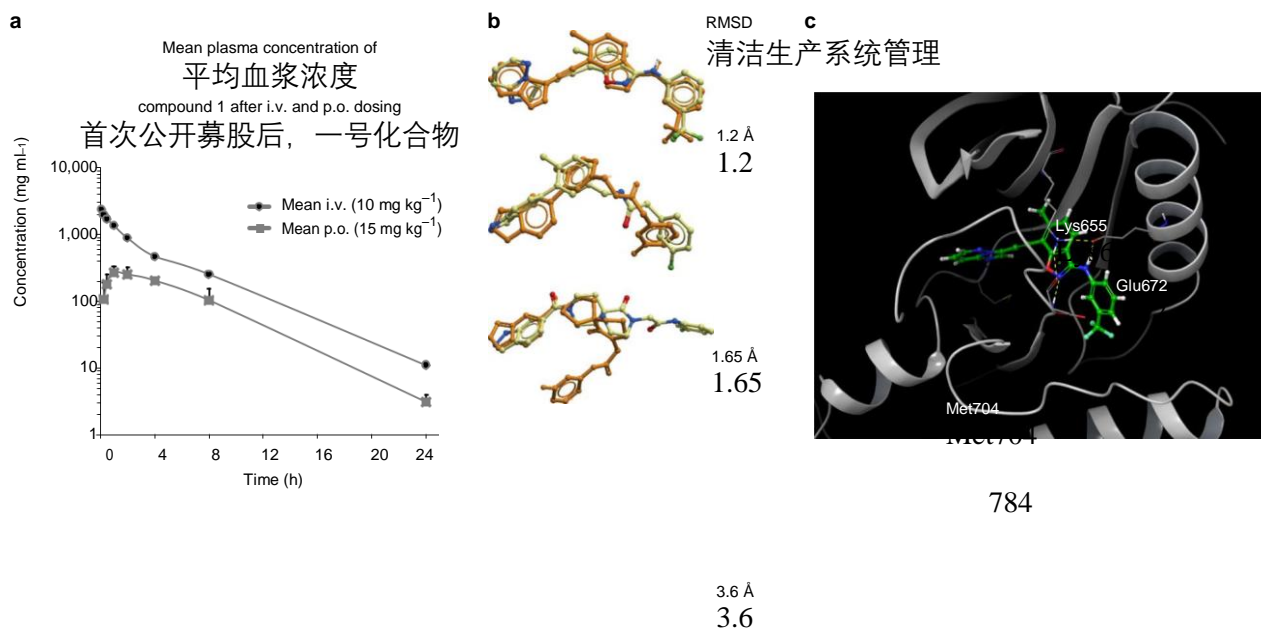 a
Mean plasma concentration of
平均血浆浓度
compound 1 after i.v. and p.o. dosing
首次公开募股后，一号化合物
Concentration (mg ml–1)
10,000
1,000
100
10
1
Mean i.v. (10 mg kg–1)
Mean p.o. (15 mg kg–1)
0 4 8 12 16 20 24
Time (h)
b
RMSD
清洁生产系统管理
1.2 Å
1.2
1.65 Å
1.65
3.6 Å
3.6
c
Lys655
Glu672
Met704
Met704
784